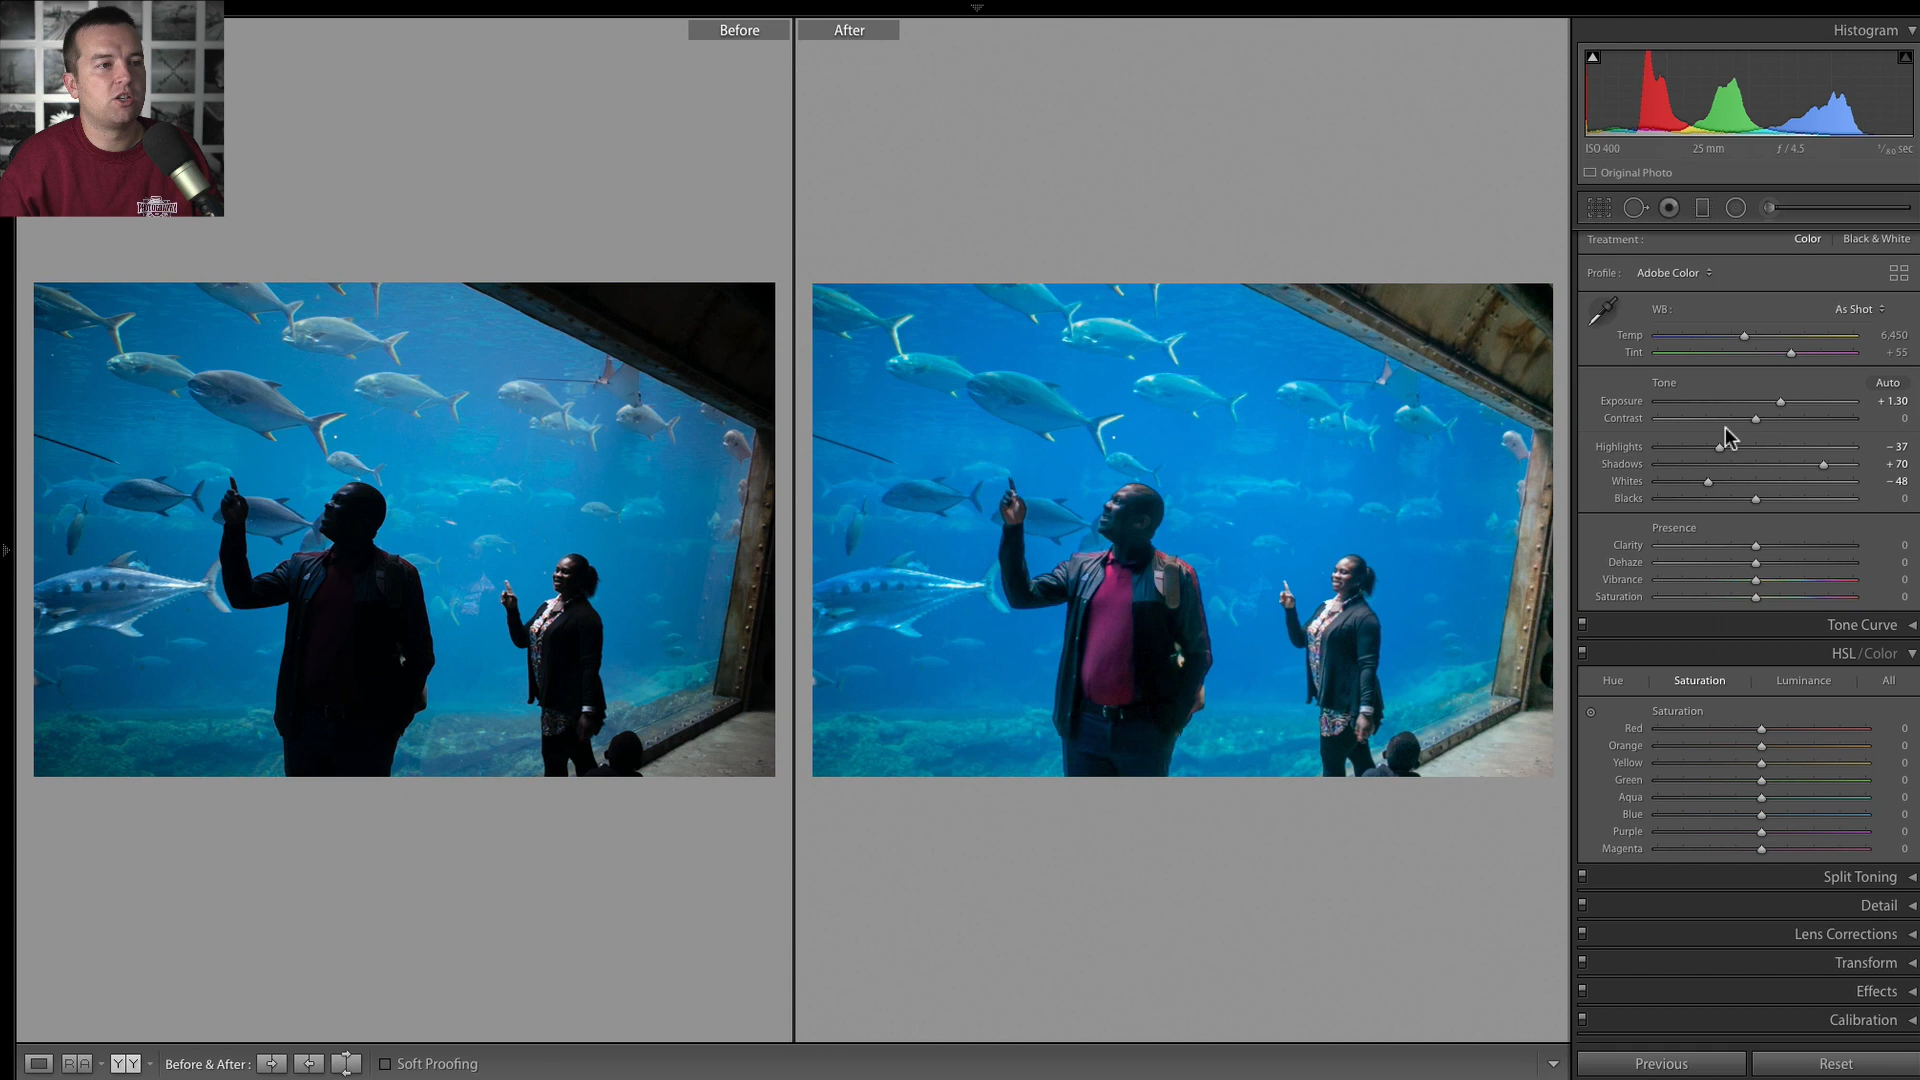 Before
After
Histogram
ISO 400 25 mm ƒ / 4.5 1/80 sec
Original Photo
Treatment : Color Black & White
Profile : Adobe Color
WB : As Shot
Temp 6,450
Tint + 55
Tone Auto
Exposure + 1.30
Contrast 0
Highlights − 37
Shadows + 70
Whites − 48
Blacks 0
Presence
Clarity 0
Dehaze 0
Vibrance 0
Saturation 0
Tone Curve
HSL / Color
Hue Saturation Luminance All
Saturation
Red 0
Orange 0
Yellow 0
Green 0
Aqua 0
Blue 0
Purple 0
Magenta 0
Split Toning
Detail
Lens Corrections
Transform
Effects
Calibration
R A Y Y Before & After : Soft Proofing
Previous Reset